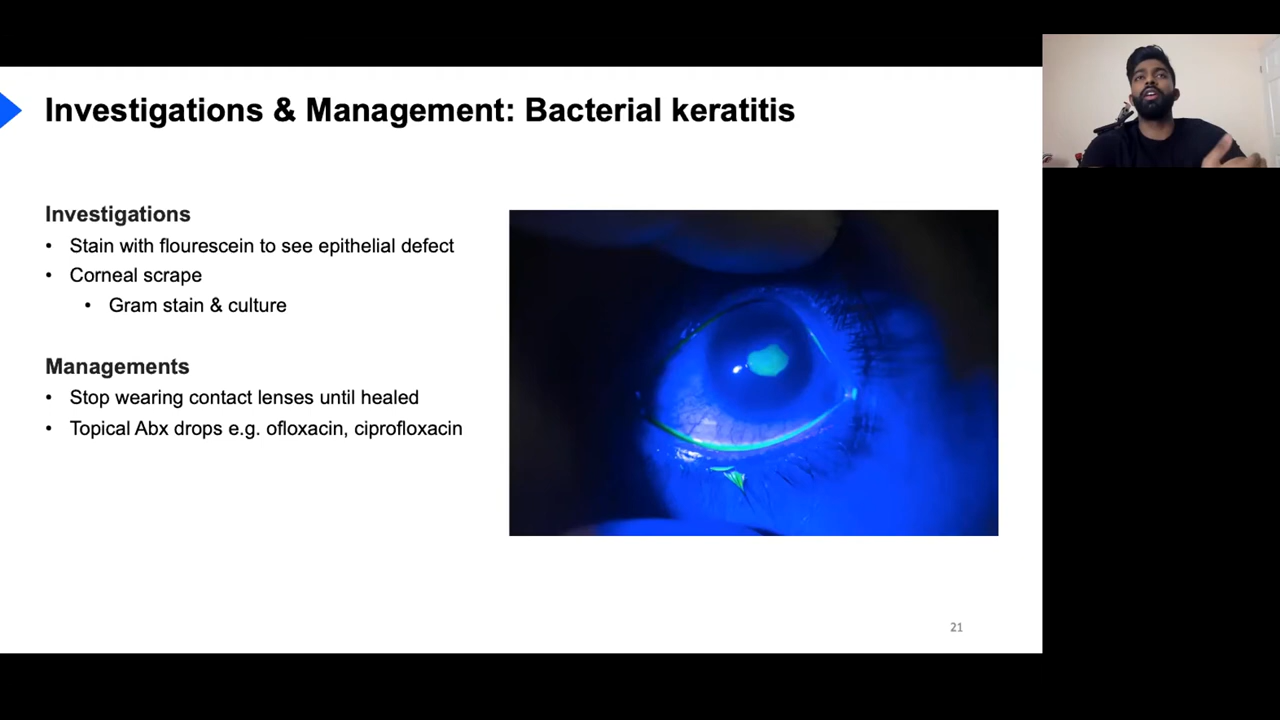 Investigations & Management: Bacterial keratitis
Investigations
• Stain with flourescein to see epithelial defect
• Corneal scrape
• Gram stain & culture
Managements
• Stop wearing contact lenses until healed
• Topical Abx drops e.g. ofloxacin, ciprofloxacin
21